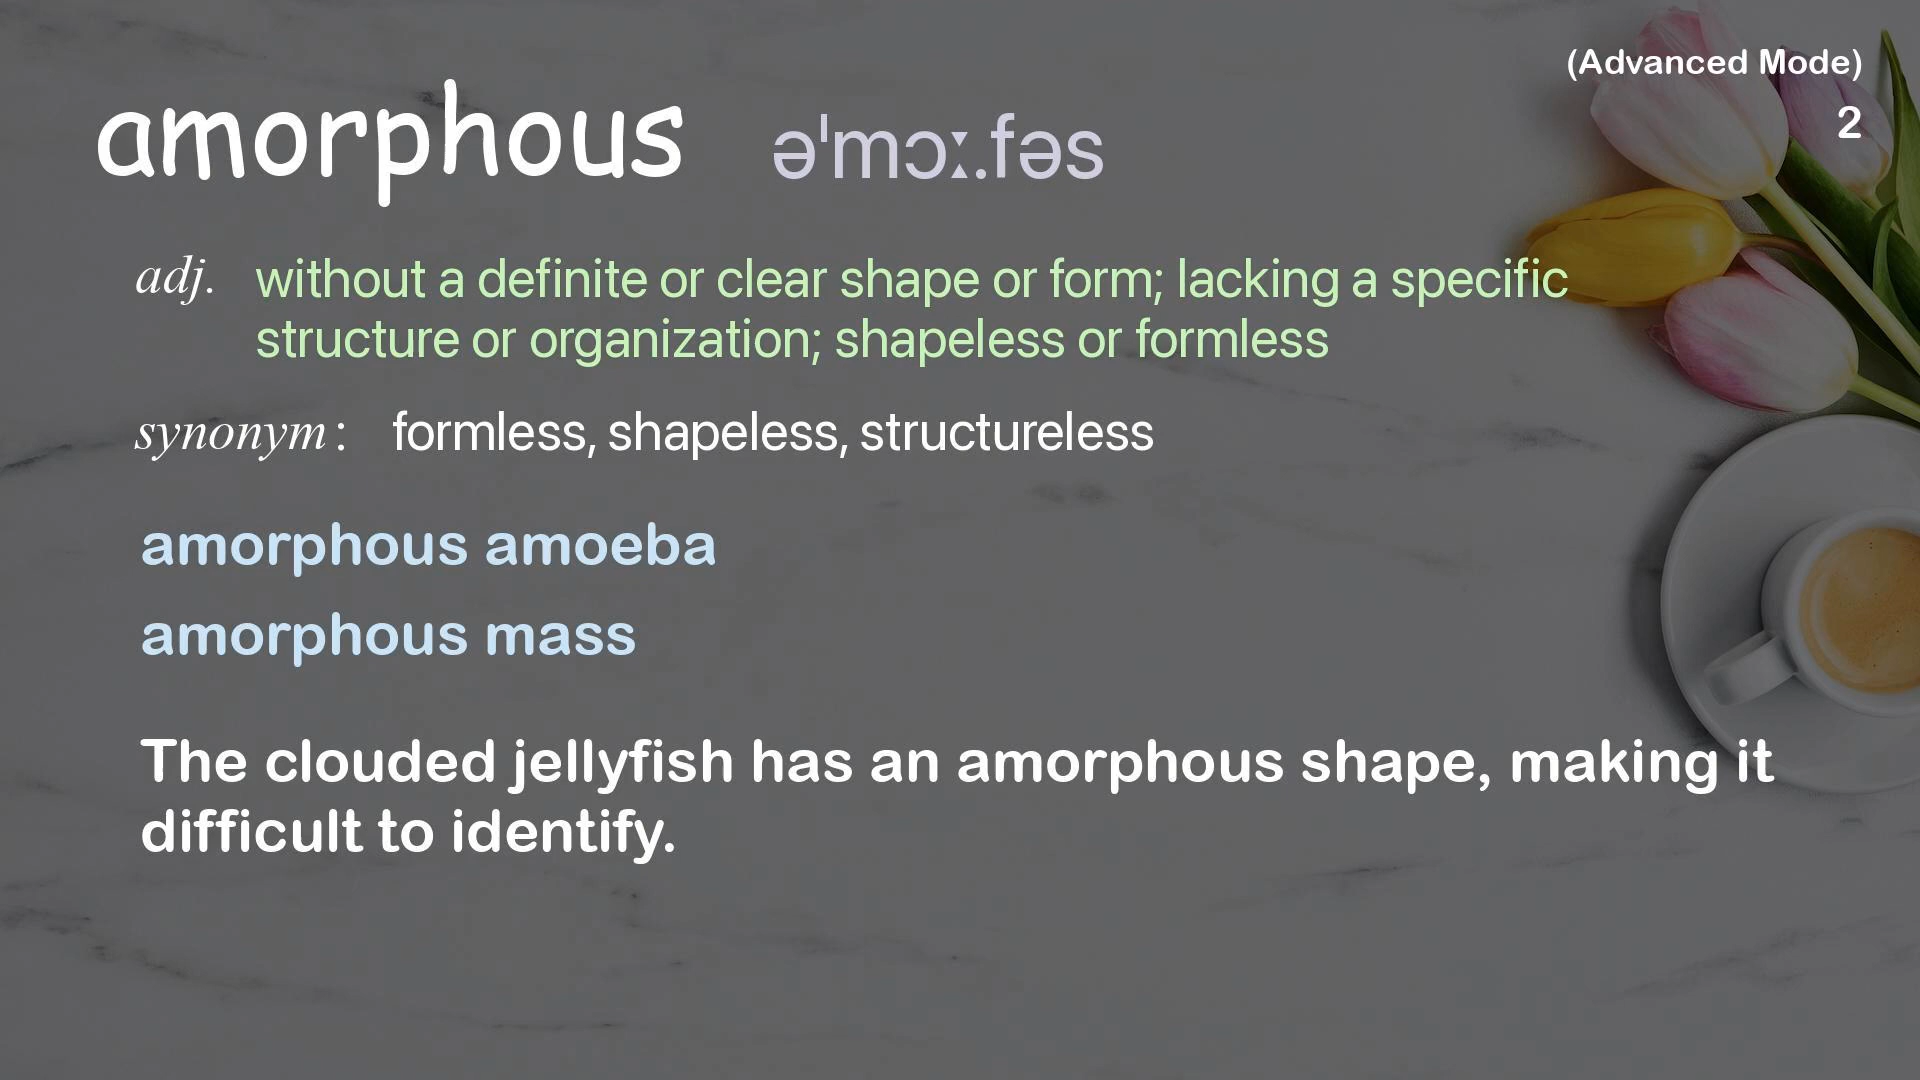 (Advanced Mode)
2
amorphous əˈmɔː.fəs
adj. without a definite or clear shape or form; lacking a specific
structure or organization; shapeless or formless
synonym: formless, shapeless, structureless
amorphous amoeba
amorphous mass
The clouded jellyfish has an amorphous shape, making it
difficult to identify.